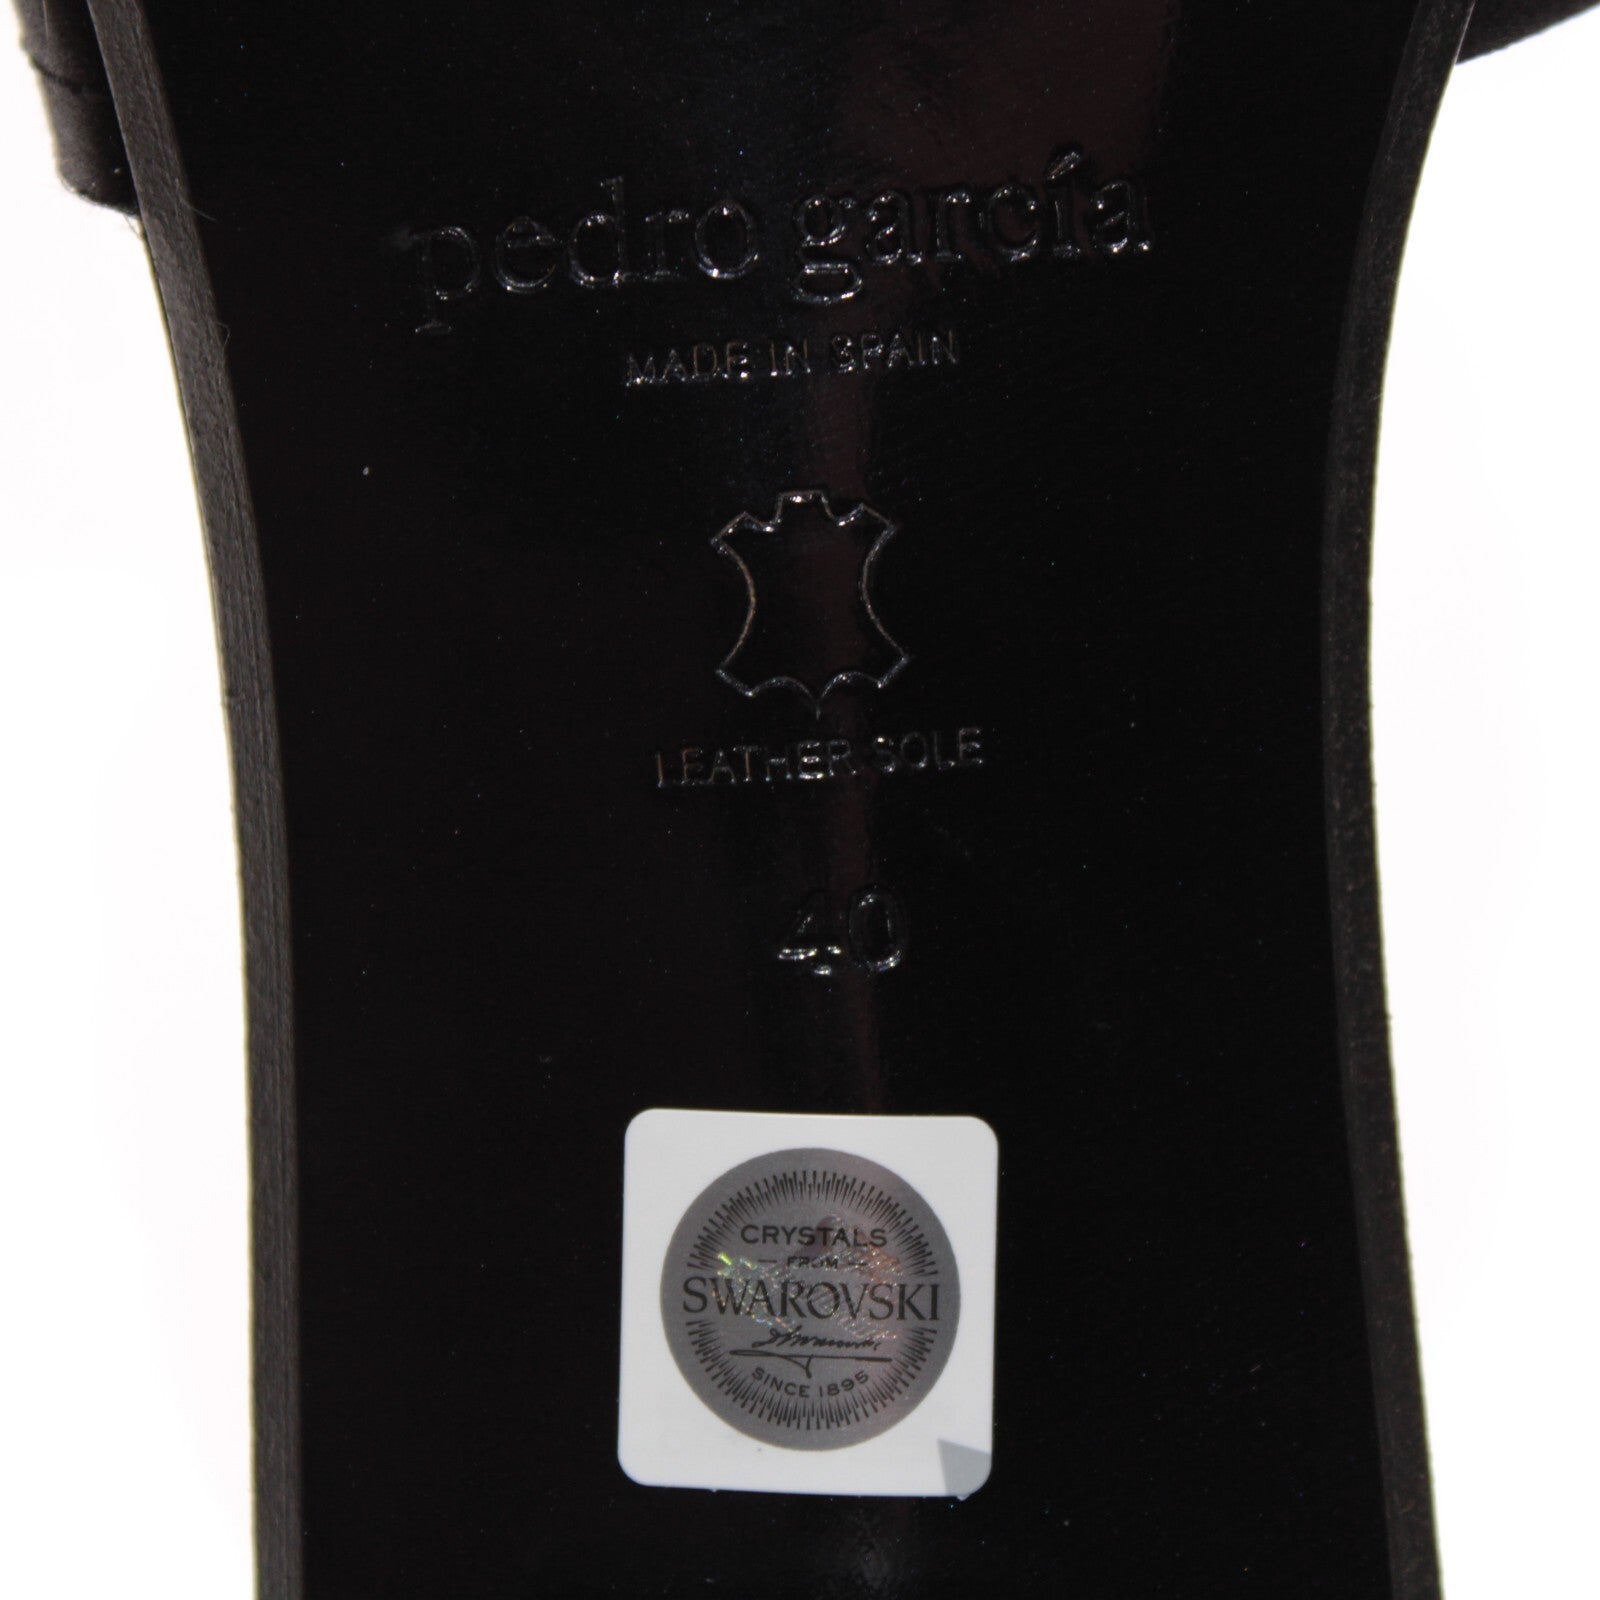 pedro garcía
MADE IN SPAIN
LEATHER SOLE
40
CRYSTALS
FROM
SWAROVSKI
SINCE 1895